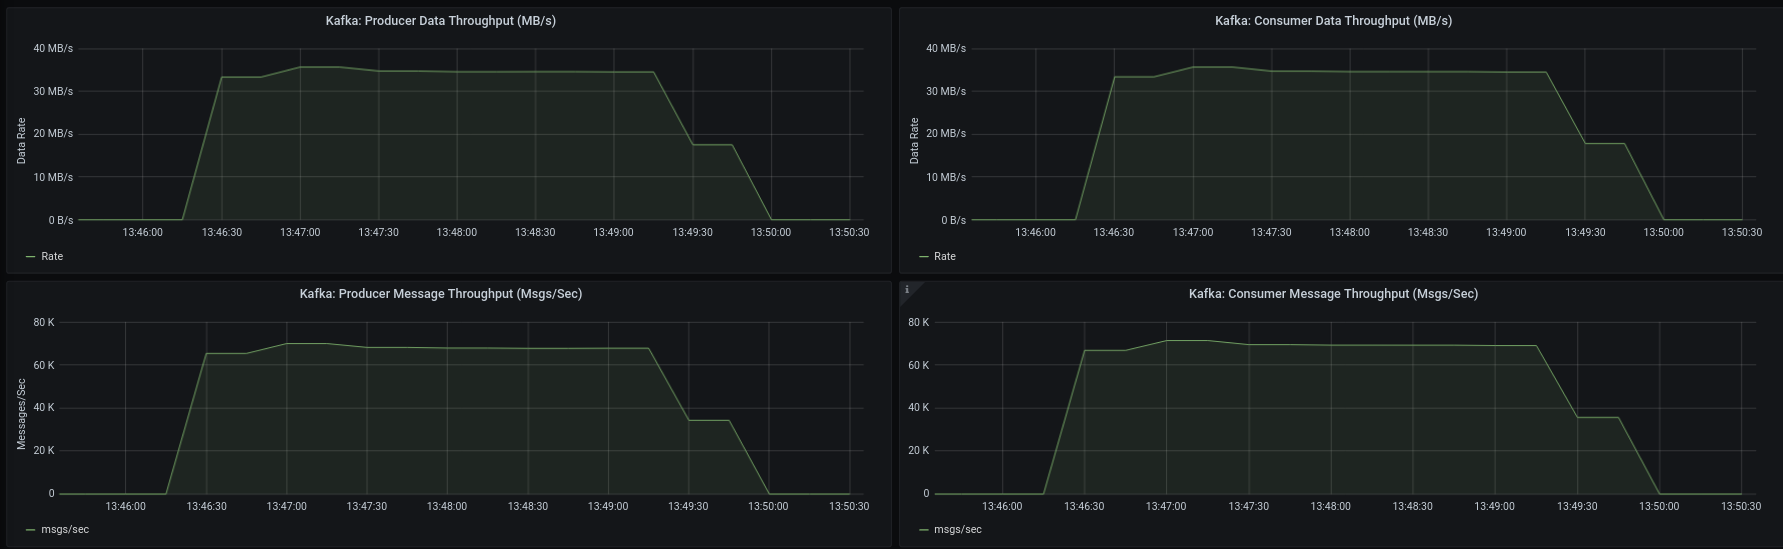 Kafka: Producer Data Throughput (MB/s)
40 MB/s
30 MB/s
20 MB/s
10 MB/s
0 B/s
Data Rate
13:46:00 13:46:30 13:47:00 13:47:30 13:48:00 13:48:30 13:49:00 13:49:30 13:50:00 13:50:30
Rate
Kafka: Consumer Data Throughput (MB/s)
40 MB/s
30 MB/s
20 MB/s
10 MB/s
0 B/s
Data Rate
13:46:00 13:46:30 13:47:00 13:47:30 13:48:00 13:48:30 13:49:00 13:49:30 13:50:00 13:50:30
Rate
Kafka: Producer Message Throughput (Msgs/Sec)
80 K
60 K
40 K
20 K
0
Messages/Sec
13:46:00 13:46:30 13:47:00 13:47:30 13:48:00 13:48:30 13:49:00 13:49:30 13:50:00 13:50:30
msgs/sec
i
Kafka: Consumer Message Throughput (Msgs/Sec)
80 K
60 K
40 K
20 K
0
13:46:00 13:46:30 13:47:00 13:47:30 13:48:00 13:48:30 13:49:00 13:49:30 13:50:00 13:50:30
msgs/sec